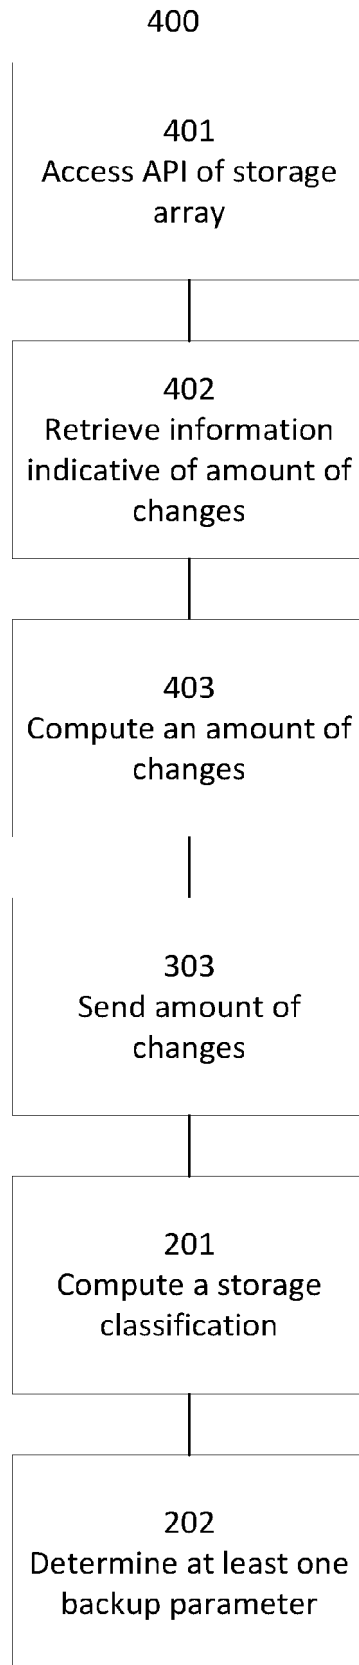 400
401
Access API of storage
array
402
Retrieve information
indicative of amount of
changes
403
Compute an amount of
changes
303
Send amount of
changes
201
Compute a storage
classification
202
Determine at least one
backup parameter